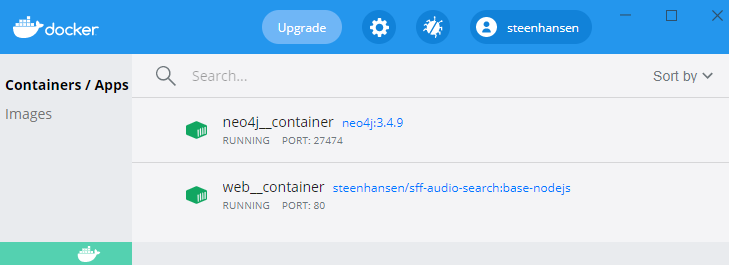 docker
Upgrade
steenhansen
Containers / Apps
Images
Search...
Sort by
neo4j__container neo4j:3.4.9
RUNNING PORT: 27474
web__container steenhansen/sff-audio-search:base-nodejs
RUNNING PORT: 80